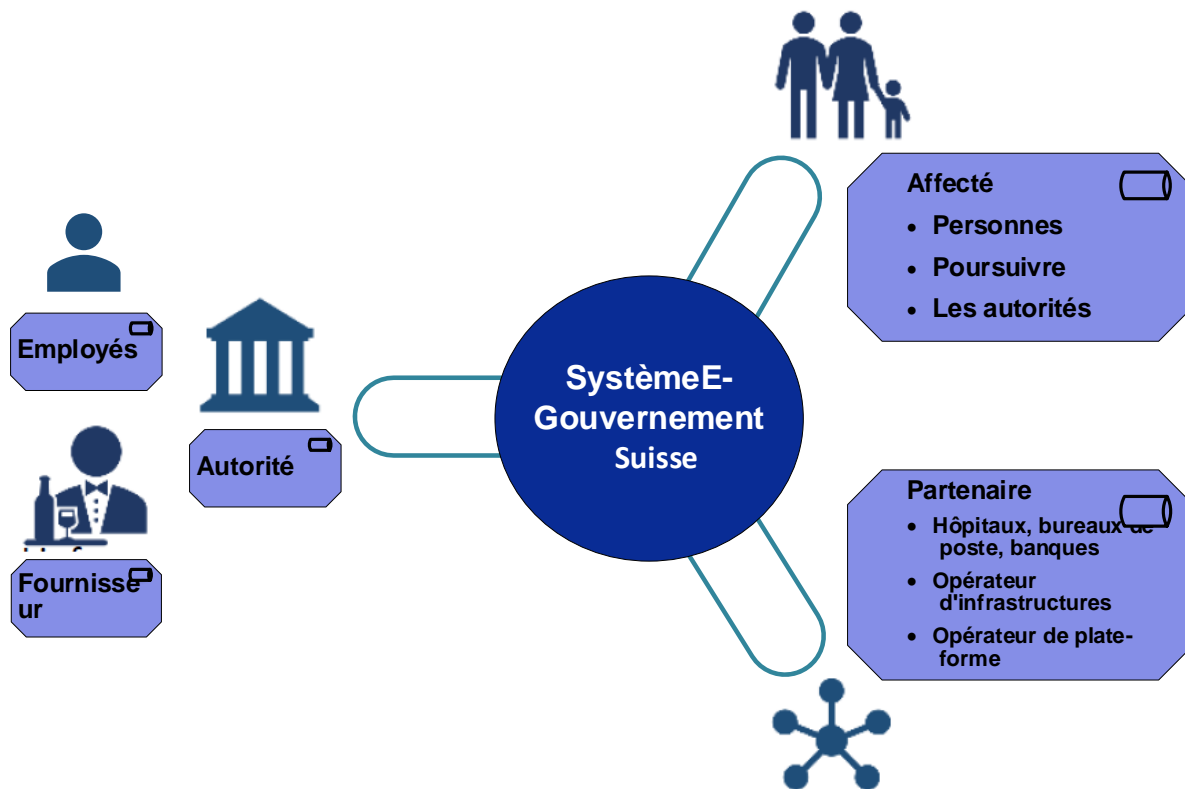 Affecté
• Personnes
• Poursuivre
• Les autorités
Employés
Autorité
Fournisse
ur
SystèmeE-
Gouvernement
Suisse
Partenaire
• Hôpitaux, bureaux de
poste, banques
• Opérateur
d'infrastructures
• Opérateur de plate-
forme